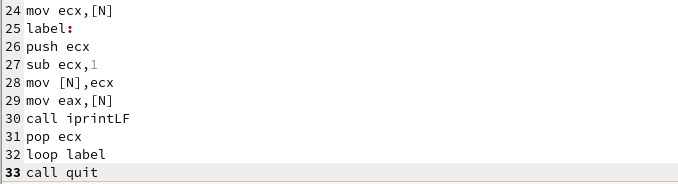 24 mov ecx,[N]
25 label:
26 push ecx
27 sub ecx,1
28 mov [N],ecx
29 mov eax,[N]
30 call iprintLF
31 pop ecx
32 loop label
33 call quit